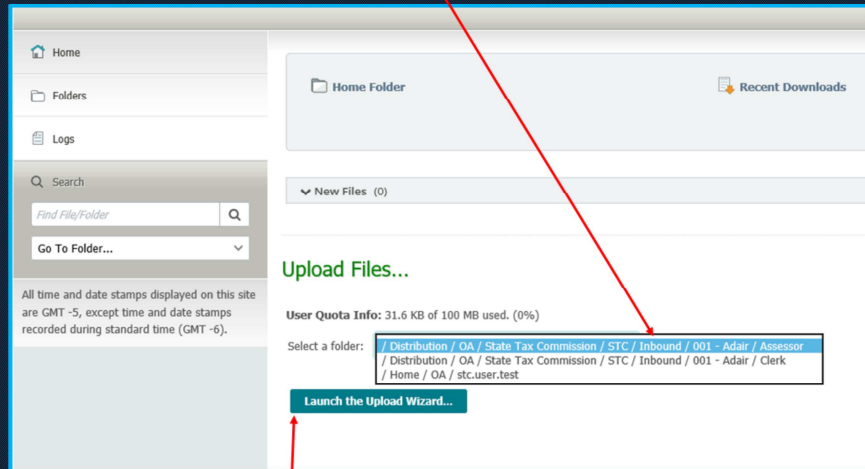 Home
Folders
Logs
Search
Find File/Folder
Go To Folder...
All time and date stamps displayed on this site
are GMT -5, except time and date stamps
recorded during standard time (GMT -6).
Home Folder
Recent Downloads
New Files (0)
Upload Files...
User Quota Info: 31.6 KB of 100 MB used. (0%)
Select a folder:
/ Distribution / OA / State Tax Commission / STC / Inbound / 001 - Adair / Assessor
/ Distribution / OA / State Tax Commission / STC / Inbound / 001 - Adair / Clerk
/ Home / OA / stc.user.test
Launch the Upload Wizard...